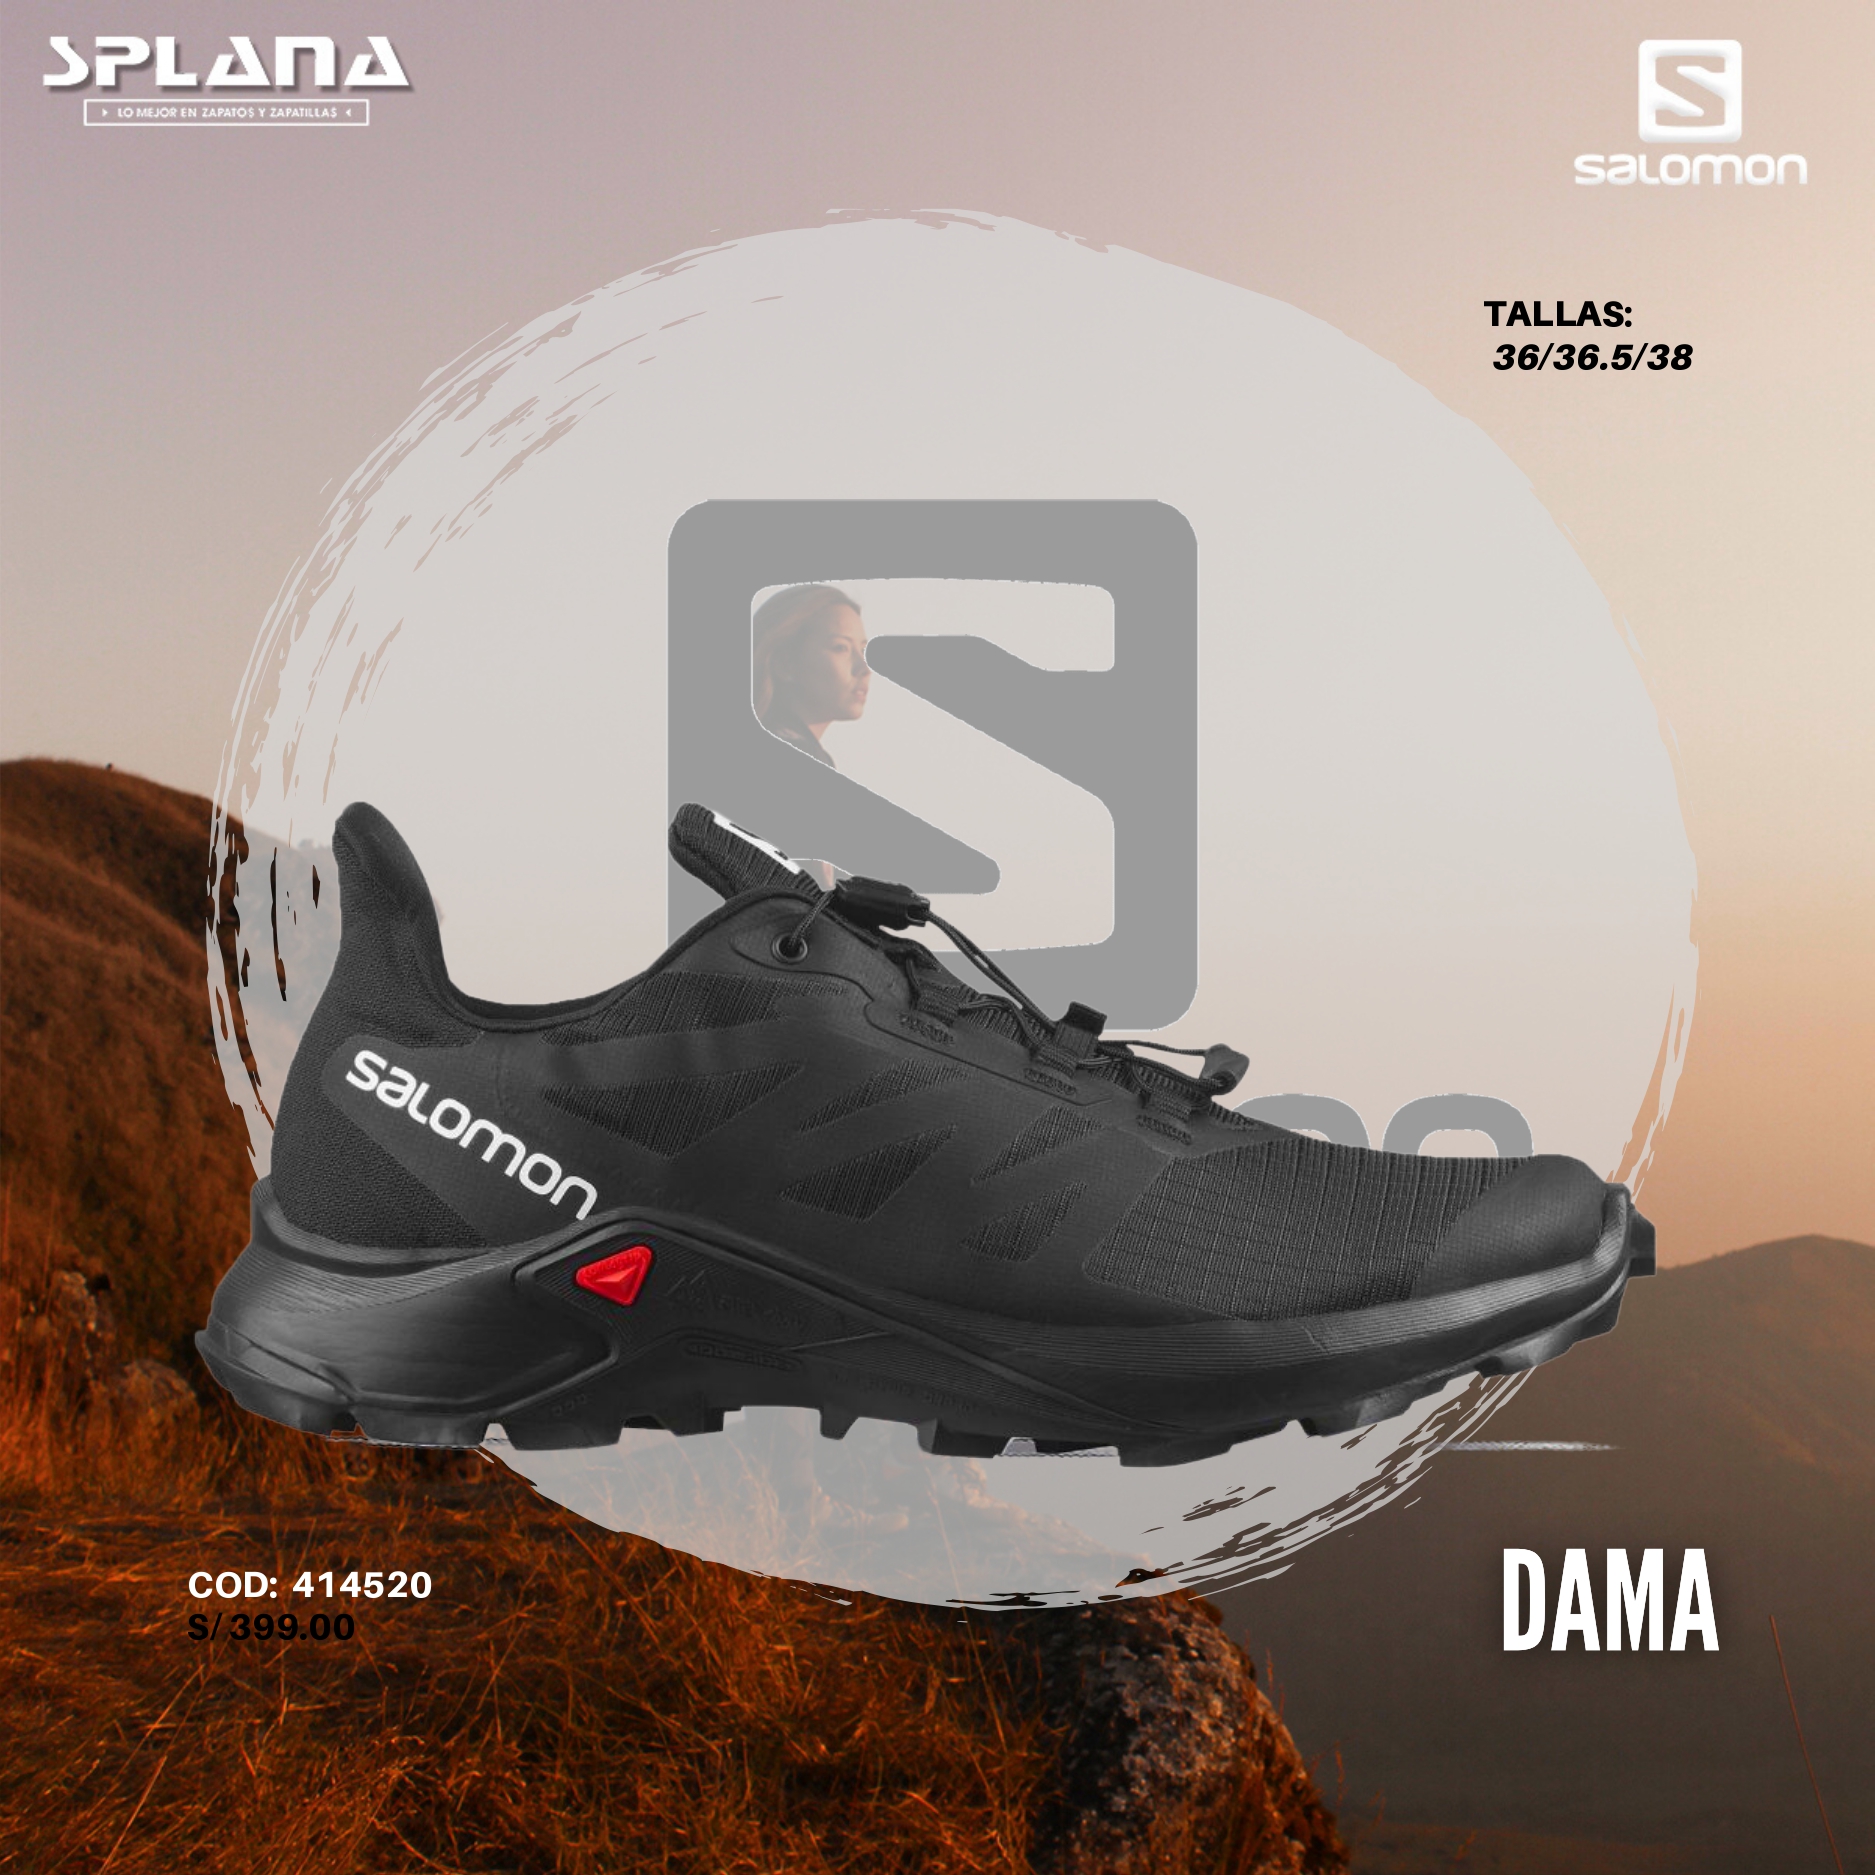 SPLANA
LO MEJOR EN ZAPATOS Y ZAPATILLAS
salomon
TALLAS:
36/36.5/38
salomon
COD: 414520
S/ 399.00
DAMA